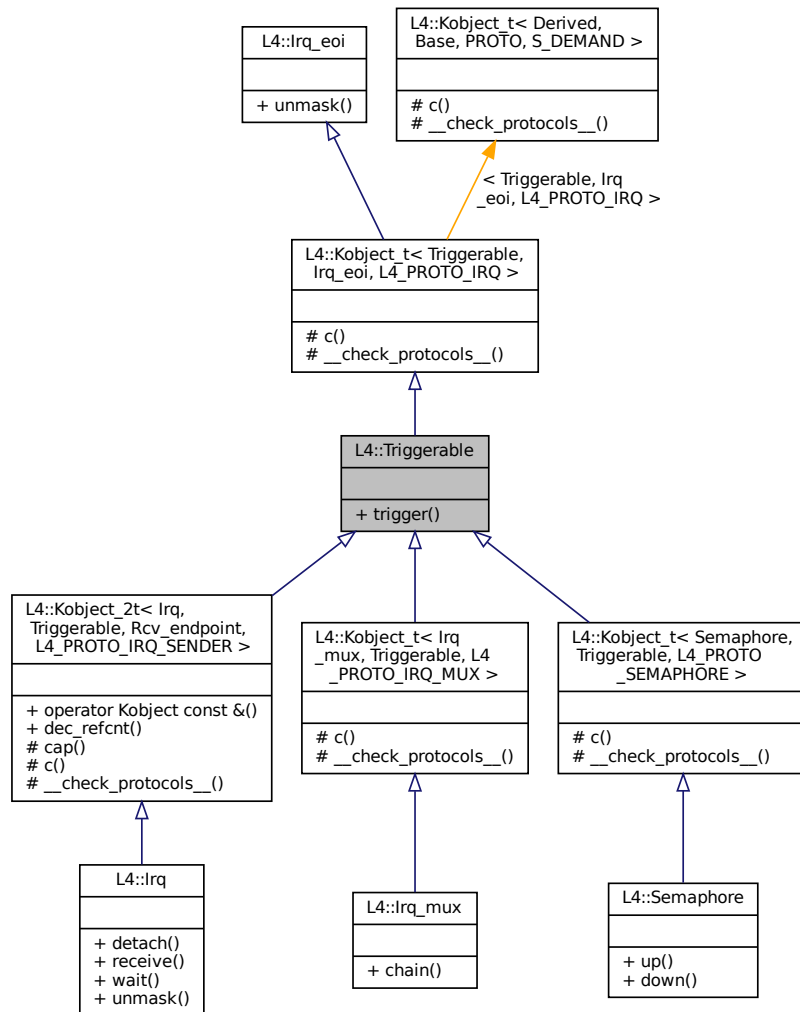 L4::Irq_eoi
+ unmask()
L4::Kobject_t< Derived,
Base, PROTO, S_DEMAND >
# c()
# __check_protocols__()
< Triggerable, Irq
_eoi, L4_PROTO_IRQ >
L4::Kobject_t< Triggerable,
Irq_eoi, L4_PROTO_IRQ >
# c()
# __check_protocols__()
L4::Triggerable
+ trigger()
L4::Kobject_2t< Irq,
Triggerable, Rcv_endpoint,
L4_PROTO_IRQ_SENDER >
+ operator Kobject const &()
+ dec_refcnt()
# cap()
# c()
# __check_protocols__()
L4::Kobject_t< Irq
_mux, Triggerable, L4
_PROTO_IRQ_MUX >
# c()
# __check_protocols__()
L4::Kobject_t< Semaphore,
Triggerable, L4_PROTO
_SEMAPHORE >
# c()
# __check_protocols__()
L4::Irq
+ detach()
+ receive()
+ wait()
+ unmask()
L4::Irq_mux
+ chain()
L4::Semaphore
+ up()
+ down()